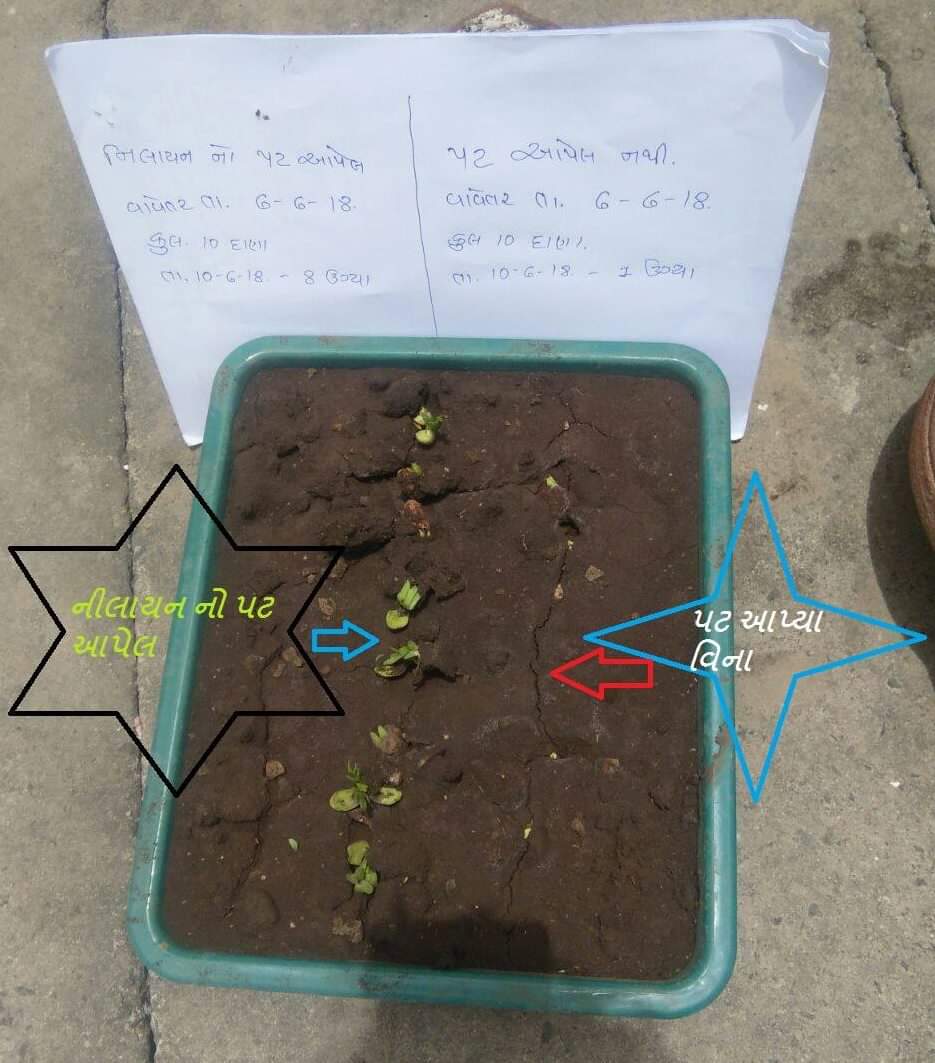 નિલાયન નો પટ આપેલ
વાવેતર તા. 6-6-18.
કુલ. 10 દાણા
તા. 10-6-18. - 8 ઉગ્યા
પટ આપેલ નથી.
વાવેતર તા. 6-6-18.
કુલ 10 દાણા.
તા. 10-6-18 - 1 ઉગ્યા
નીલાયન નો પટ
આપેલ
પટ આપ્યા
વિના